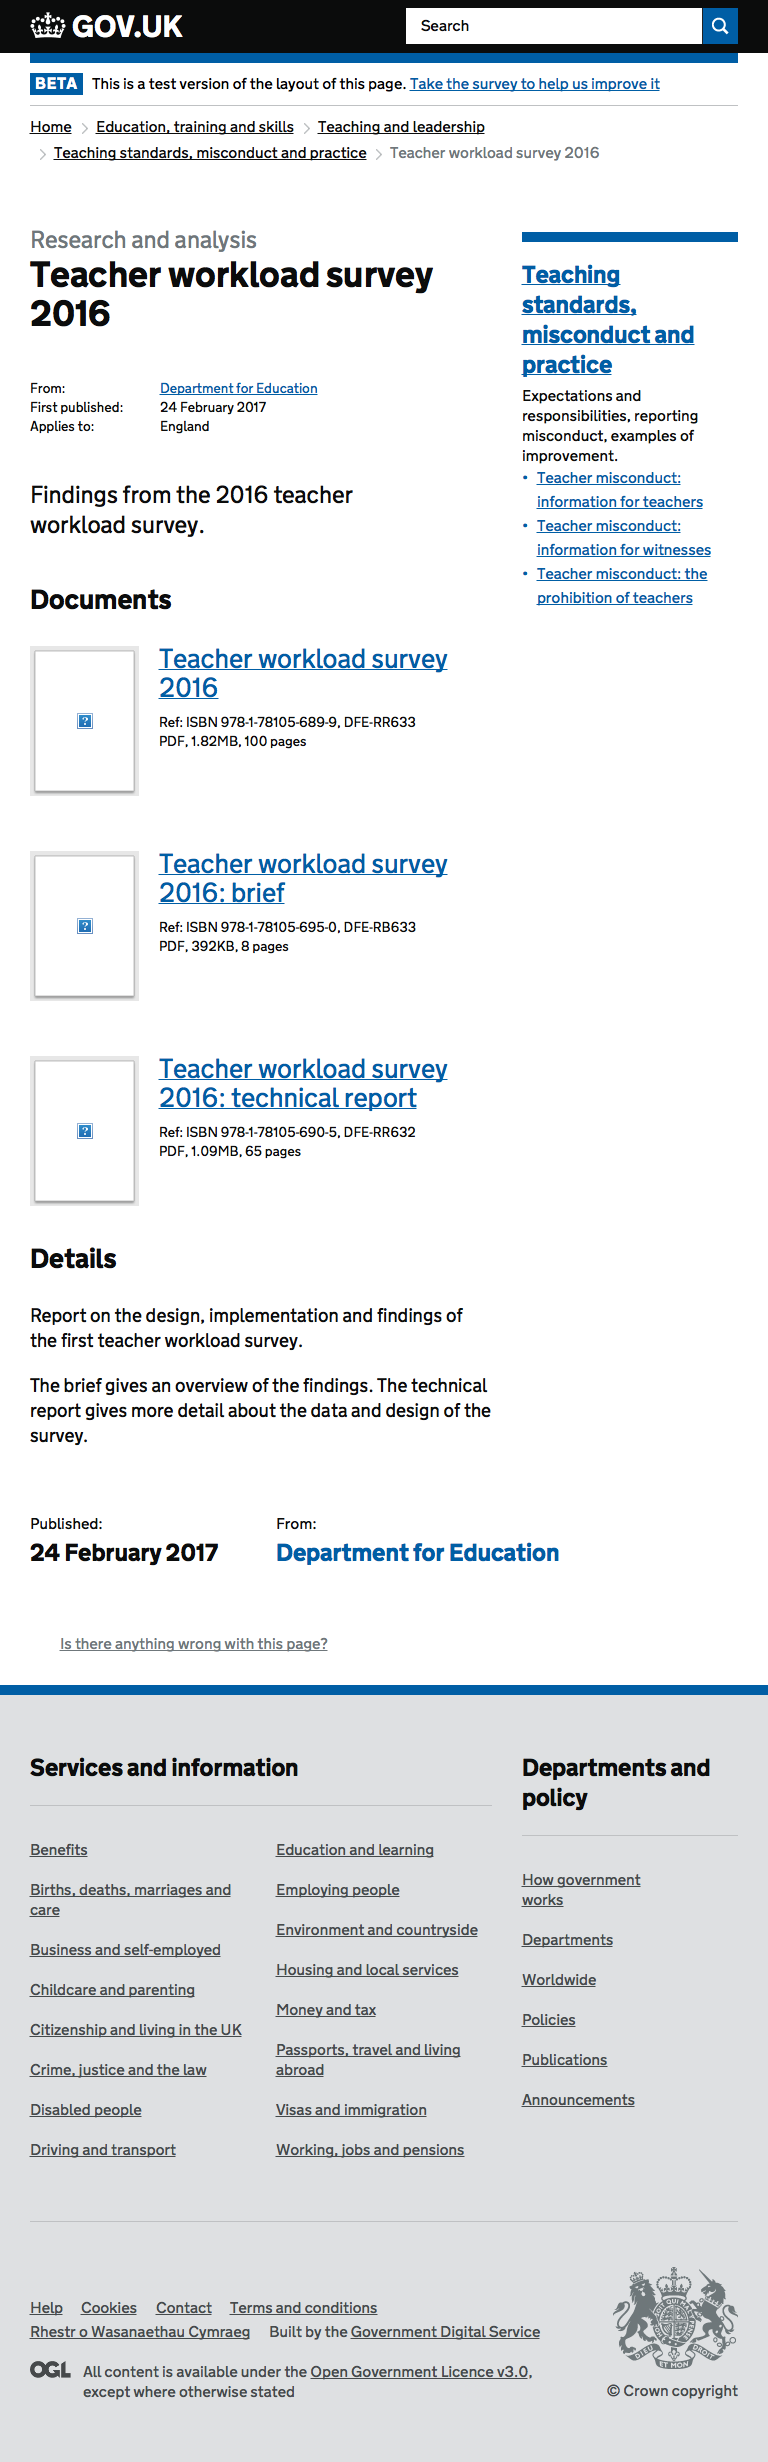 GOV.UK
Search
BETA This is a test version of the layout of this page. Take the survey to help us improve it
Home > Education, training and skills > Teaching and leadership
> Teaching standards, misconduct and practice > Teacher workload survey 2016
Research and analysis
Teacher workload survey
2016
From: Department for Education
First published: 24 February 2017
Applies to: England
Findings from the 2016 teacher
workload survey.
Documents
Teacher workload survey
2016
Ref: ISBN 978-1-78105-689-9, DFE-RR633
PDF, 1.82MB, 100 pages
Teacher workload survey
2016: brief
Ref: ISBN 978-1-78105-695-0, DFE-RB633
PDF, 392KB, 8 pages
Teacher workload survey
2016: technical report
Ref: ISBN 978-1-78105-690-5, DFE-RR632
PDF, 1.09MB, 65 pages
Details
Report on the design, implementation and findings of
the first teacher workload survey.
The brief gives an overview of the findings. The technical
report gives more detail about the data and design of the
survey.
Teaching
standards,
misconduct and
practice
Expectations and
responsibilities, reporting
misconduct, examples of
improvement.
• Teacher misconduct:
information for teachers
• Teacher misconduct:
information for witnesses
• Teacher misconduct: the
prohibition of teachers
Published:
24 February 2017
From:
Department for Education
Is there anything wrong with this page?
Services and information
Benefits
Births, deaths, marriages and
care
Business and self-employed
Childcare and parenting
Citizenship and living in the UK
Crime, justice and the law
Disabled people
Driving and transport
Education and learning
Employing people
Environment and countryside
Housing and local services
Money and tax
Passports, travel and living
abroad
Visas and immigration
Working, jobs and pensions
Departments and
policy
How government
works
Departments
Worldwide
Policies
Publications
Announcements
Help Cookies Contact Terms and conditions
Rhestr o Wasanaethau Cymraeg Built by the Government Digital Service
OGL All content is available under the Open Government Licence v3.0,
except where otherwise stated
© Crown copyright